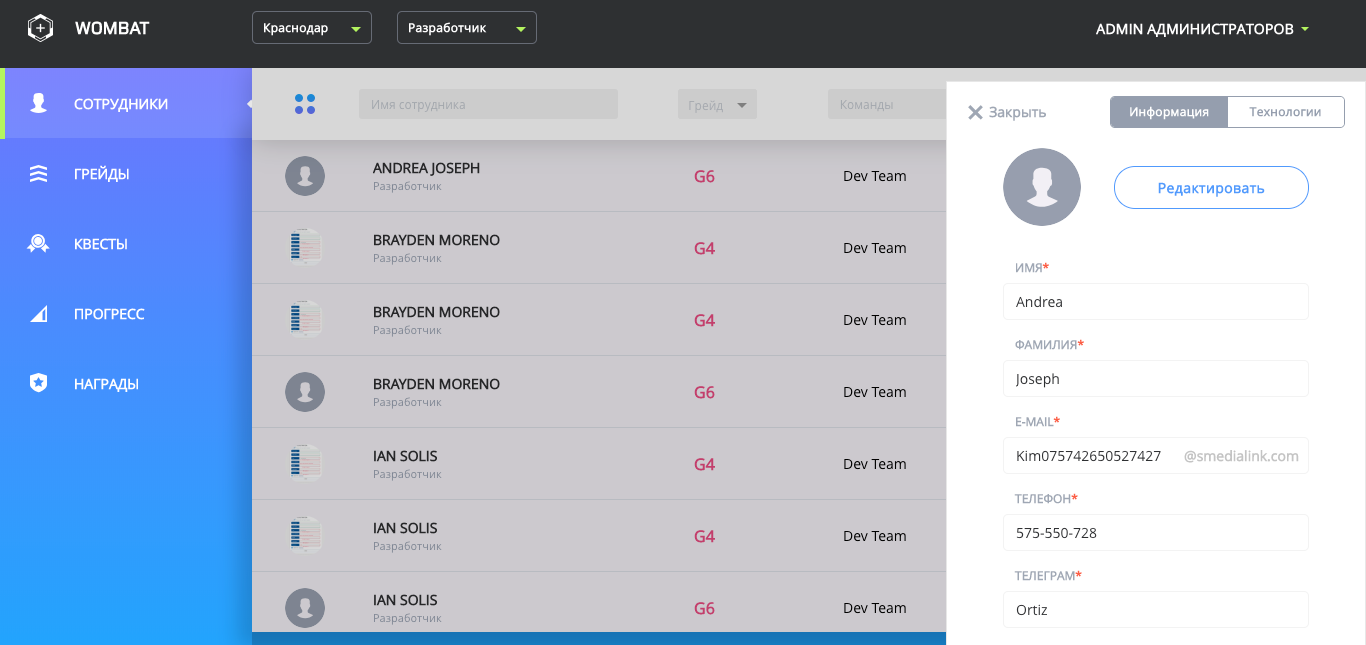 WOMBAT
Краснодар
Разработчик
ADMIN АДМИНИСТРАТОРОВ
СОТРУДНИКИ
ГРЕЙДЫ
КВЕСТЫ
ПРОГРЕСС
НАГРАДЫ
Имя сотрудника
Грейд
Команды
ANDREA JOSEPH
Разработчик
G6
Dev Team
BRAYDEN MORENO
Разработчик
G4
Dev Team
BRAYDEN MORENO
Разработчик
G4
Dev Team
BRAYDEN MORENO
Разработчик
G6
Dev Team
IAN SOLIS
Разработчик
G4
Dev Team
IAN SOLIS
Разработчик
G4
Dev Team
IAN SOLIS
Разработчик
G6
Dev Team
Закрыть
Информация
Технологии
Редактировать
ИМЯ*
Andrea
ФАМИЛИЯ*
Joseph
E-MAIL*
Kim075742650527427 @smedialink.com
ТЕЛЕФОН*
575-550-728
ТЕЛЕГРАМ*
Ortiz